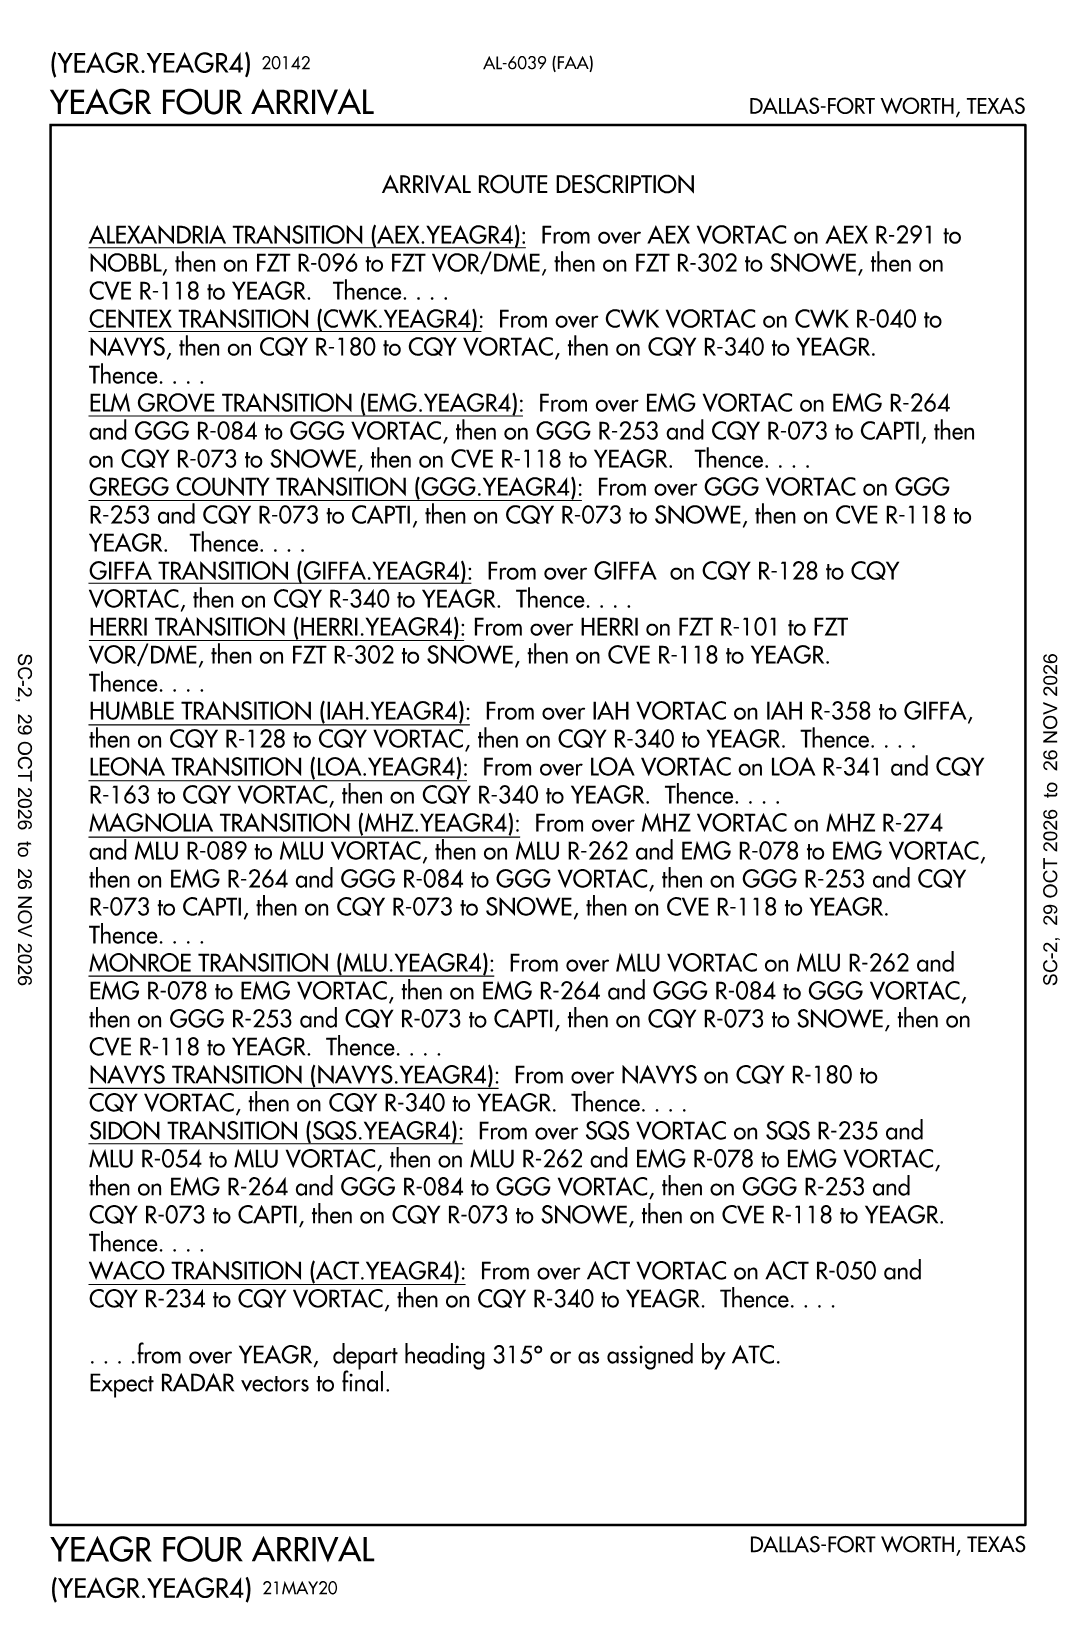 (YEAGR.YEAGR4) 20142 AL-6039 (FAA)
YEAGR FOUR ARRIVAL DALLAS-FORT WORTH, TEXAS
ARRIVAL ROUTE DESCRIPTION
ALEXANDRIA TRANSITION (AEX.YEAGR4): From over AEX VORTAC on AEX R-291 to
NOBBL, then on FZT R-096 to FZT VOR/DME, then on FZT R-302 to SNOWE, then on
CVE R-118 to YEAGR. Thence. . . .
CENTEX TRANSITION (CWK.YEAGR4): From over CWK VORTAC on CWK R-040 to
NAVYS, then on CQY R-180 to CQY VORTAC, then on CQY R-340 to YEAGR.
Thence. . . .
ELM GROVE TRANSITION (EMG.YEAGR4): From over EMG VORTAC on EMG R-264
and GGG R-084 to GGG VORTAC, then on GGG R-253 and CQY R-073 to CAPTI, then
on CQY R-073 to SNOWE, then on CVE R-118 to YEAGR. Thence. . . .
GREGG COUNTY TRANSITION (GGG.YEAGR4): From over GGG VORTAC on GGG
R-253 and CQY R-073 to CAPTI, then on CQY R-073 to SNOWE, then on CVE R-118 to
YEAGR. Thence. . . .
GIFFA TRANSITION (GIFFA.YEAGR4): From over GIFFA on CQY R-128 to CQY
VORTAC, then on CQY R-340 to YEAGR. Thence. . . .
HERRI TRANSITION (HERRI.YEAGR4): From over HERRI on FZT R-101 to FZT
VOR/DME, then on FZT R-302 to SNOWE, then on CVE R-118 to YEAGR.
Thence. . . .
HUMBLE TRANSITION (IAH.YEAGR4): From over IAH VORTAC on IAH R-358 to GIFFA,
then on CQY R-128 to CQY VORTAC, then on CQY R-340 to YEAGR. Thence. . . .
LEONA TRANSITION (LOA.YEAGR4): From over LOA VORTAC on LOA R-341 and CQY
R-163 to CQY VORTAC, then on CQY R-340 to YEAGR. Thence. . . .
MAGNOLIA TRANSITION (MHZ.YEAGR4): From over MHZ VORTAC on MHZ R-274
and MLU R-089 to MLU VORTAC, then on MLU R-262 and EMG R-078 to EMG VORTAC,
then on EMG R-264 and GGG R-084 to GGG VORTAC, then on GGG R-253 and CQY
R-073 to CAPTI, then on CQY R-073 to SNOWE, then on CVE R-118 to YEAGR.
Thence. . . .
MONROE TRANSITION (MLU.YEAGR4): From over MLU VORTAC on MLU R-262 and
EMG R-078 to EMG VORTAC, then on EMG R-264 and GGG R-084 to GGG VORTAC,
then on GGG R-253 and CQY R-073 to CAPTI, then on CQY R-073 to SNOWE, then on
CVE R-118 to YEAGR. Thence. . . .
NAVYS TRANSITION (NAVYS.YEAGR4): From over NAVYS on CQY R-180 to
CQY VORTAC, then on CQY R-340 to YEAGR. Thence. . . .
SIDON TRANSITION (SQS.YEAGR4): From over SQS VORTAC on SQS R-235 and
MLU R-054 to MLU VORTAC, then on MLU R-262 and EMG R-078 to EMG VORTAC,
then on EMG R-264 and GGG R-084 to GGG VORTAC, then on GGG R-253 and
CQY R-073 to CAPTI, then on CQY R-073 to SNOWE, then on CVE R-118 to YEAGR.
Thence. . . .
WACO TRANSITION (ACT.YEAGR4): From over ACT VORTAC on ACT R-050 and
CQY R-234 to CQY VORTAC, then on CQY R-340 to YEAGR. Thence. . . .
. . . .from over YEAGR, depart heading 315° or as assigned by ATC.
Expect RADAR vectors to final.
SC-2, 29 OCT 2026 to 26 NOV 2026
SC-2, 29 OCT 2026 to 26 NOV 2026
YEAGR FOUR ARRIVAL DALLAS-FORT WORTH, TEXAS
(YEAGR.YEAGR4) 21MAY20